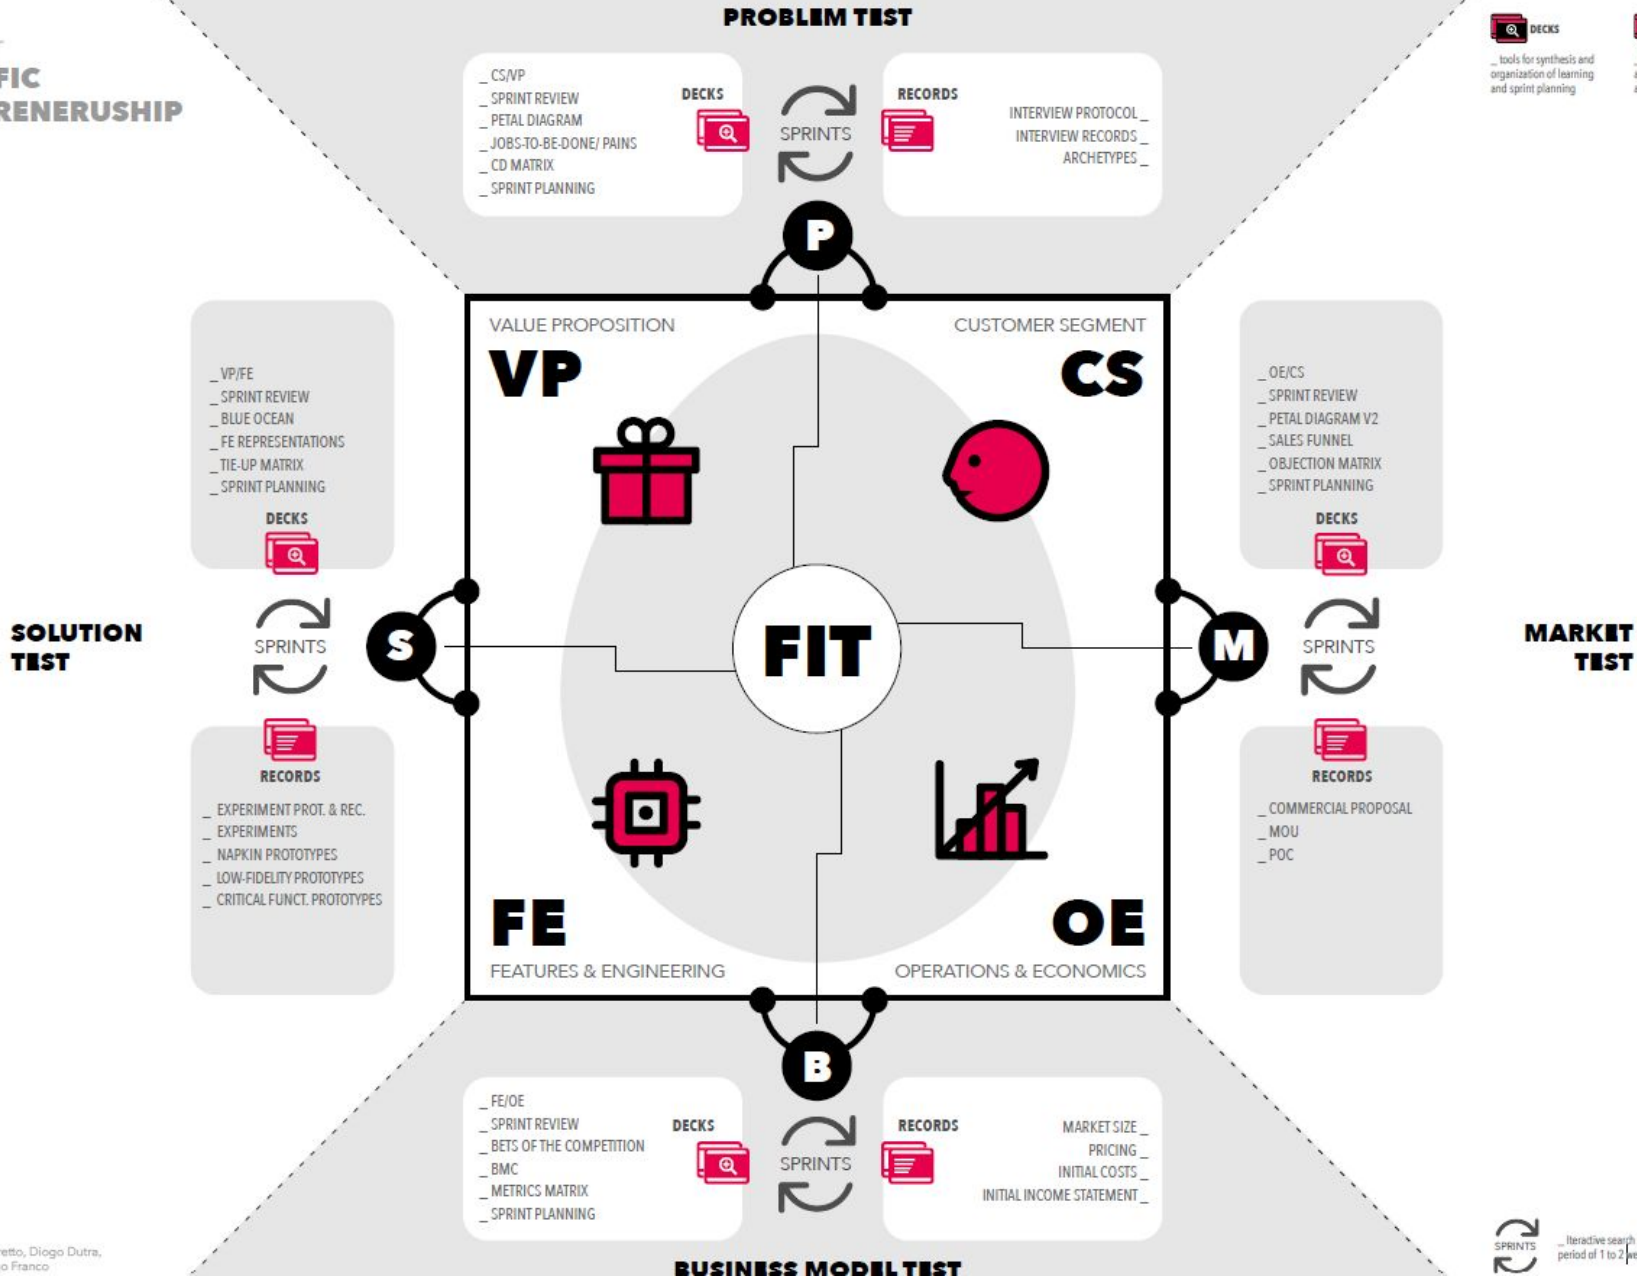 PROBLEM TEST
FIC
RENERUSHIP
DECKS
_ tools for synthesis and
organization of learning
and sprint planning
_ CS/VP
_ SPRINT REVIEW
_ PETAL DIAGRAM
_ JOBS-TO-BE-DONE/ PAINS
_ CD MATRIX
_ SPRINT PLANNING
DECKS
SPRINTS
RECORDS
INTERVIEW PROTOCOL _
INTERVIEW RECORDS _
ARCHETYPES _
P
VALUE PROPOSITION
VP
CUSTOMER SEGMENT
CS
_ VP/FE
_ SPRINT REVIEW
_ BLUE OCEAN
_ FE REPRESENTATIONS
_ TIE-UP MATRIX
_ SPRINT PLANNING
DECKS
_ OE/CS
_ SPRINT REVIEW
_ PETAL DIAGRAM V2
_ SALES FUNNEL
_ OBJECTION MATRIX
_ SPRINT PLANNING
DECKS
SOLUTION
TEST
SPRINTS
S
FIT
M
SPRINTS
MARKET
TEST
RECORDS
_ EXPERIMENT PROT. & REC.
_ EXPERIMENTS
_ NAPKIN PROTOTYPES
_ LOW-FIDELITY PROTOTYPES
_ CRITICAL FUNCT. PROTOTYPES
RECORDS
_ COMMERCIAL PROPOSAL
_ MOU
_ POC
FE
FEATURES & ENGINEERING
OE
OPERATIONS & ECONOMICS
B
_ FE/OE
_ SPRINT REVIEW
_ BETS OF THE COMPETITION
_ BMC
_ METRICS MATRIX
_ SPRINT PLANNING
DECKS
SPRINTS
RECORDS
MARKET SIZE _
PRICING _
INITIAL COSTS _
INITIAL INCOME STATEMENT _
etto, Diogo Dutra,
o Franco
BUSINESS MODEL TEST
SPRINTS
_ Iteractive search
period of 1 to 2 we